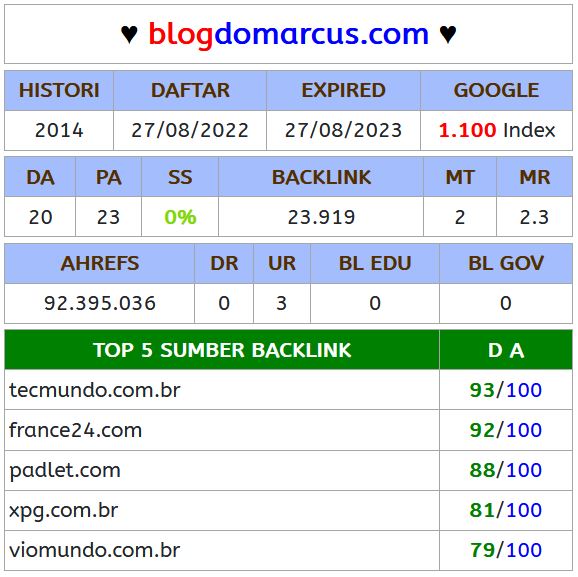 ♥ blogdomarcus.com ♥
HISTORI DAFTAR EXPIRED GOOGLE
2014 27/08/2022 27/08/2023 1.100 Index
DA PA SS BACKLINK MT MR
20 23 0% 23.919 2 2.3
AHREFS DR UR BL EDU BL GOV
92.395.036 0 3 0 0
TOP 5 SUMBER BACKLINK D A
tecmundo.com.br 93/100
france24.com 92/100
padlet.com 88/100
xpg.com.br 81/100
viomundo.com.br 79/100